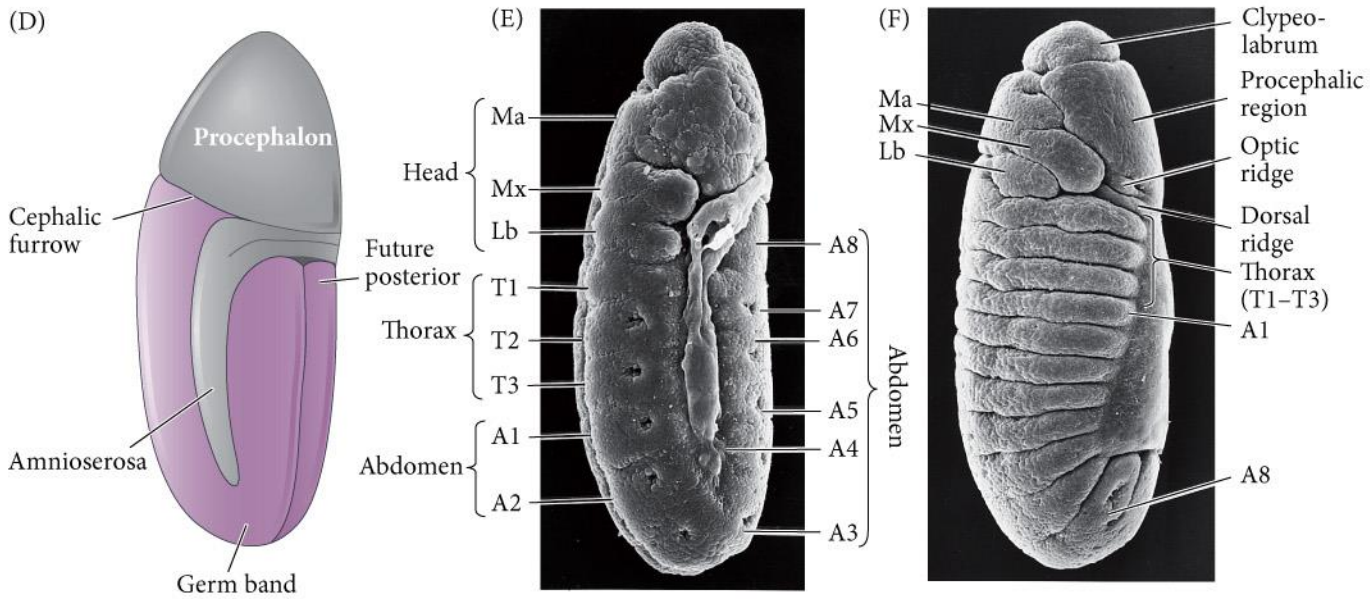 (D)
Procephalon
Cephalic
furrow
Future
posterior
Amnioserosa
Germ band
(E)
Head
Ma
Mx
Lb
Thorax
T1
T2
T3
Abdomen
A1
A2
A8
A7
A6
A5
A4
A3
Abdomen
(F)
Ma
Mx
Lb
Clypeo-
labrum
Procephalic
region
Optic
ridge
Dorsal
ridge
Thorax
(T1–T3)
A1
A8